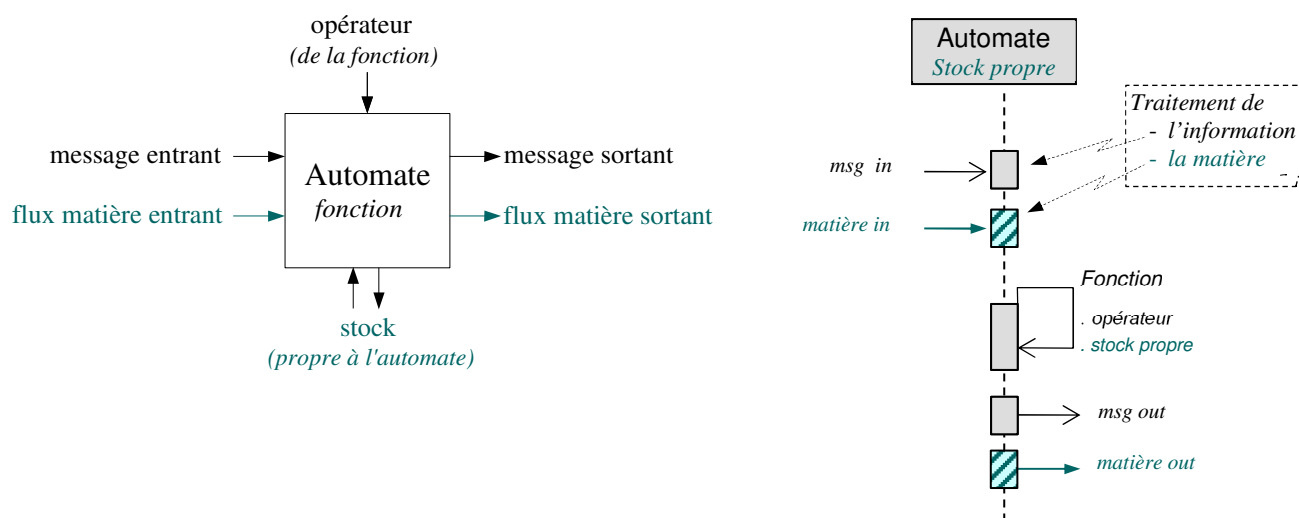 opérateur
(de la fonction)
message entrant
Automate
fonction
message sortant
flux matière entrant
flux matière sortant
stock
(propre à l'automate)
Automate
Stock propre
Traitement de
- l'information
- la matière
msg in
matière in
Fonction
. opérateur
. stock propre
msg out
matière out